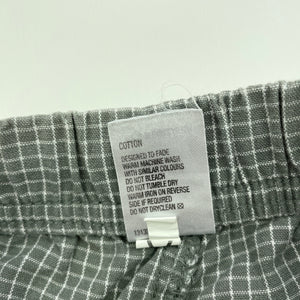 COTTON
DESIGNED TO FADE
WARM MACHINE WASH
WITH SIMILAR COLOURS
DO NOT BLEACH
DO NOT TUMBLE DRY
WARM IRON ON REVERSE
SIDE IF REQUIRED
DO NOT DRYCLEAN